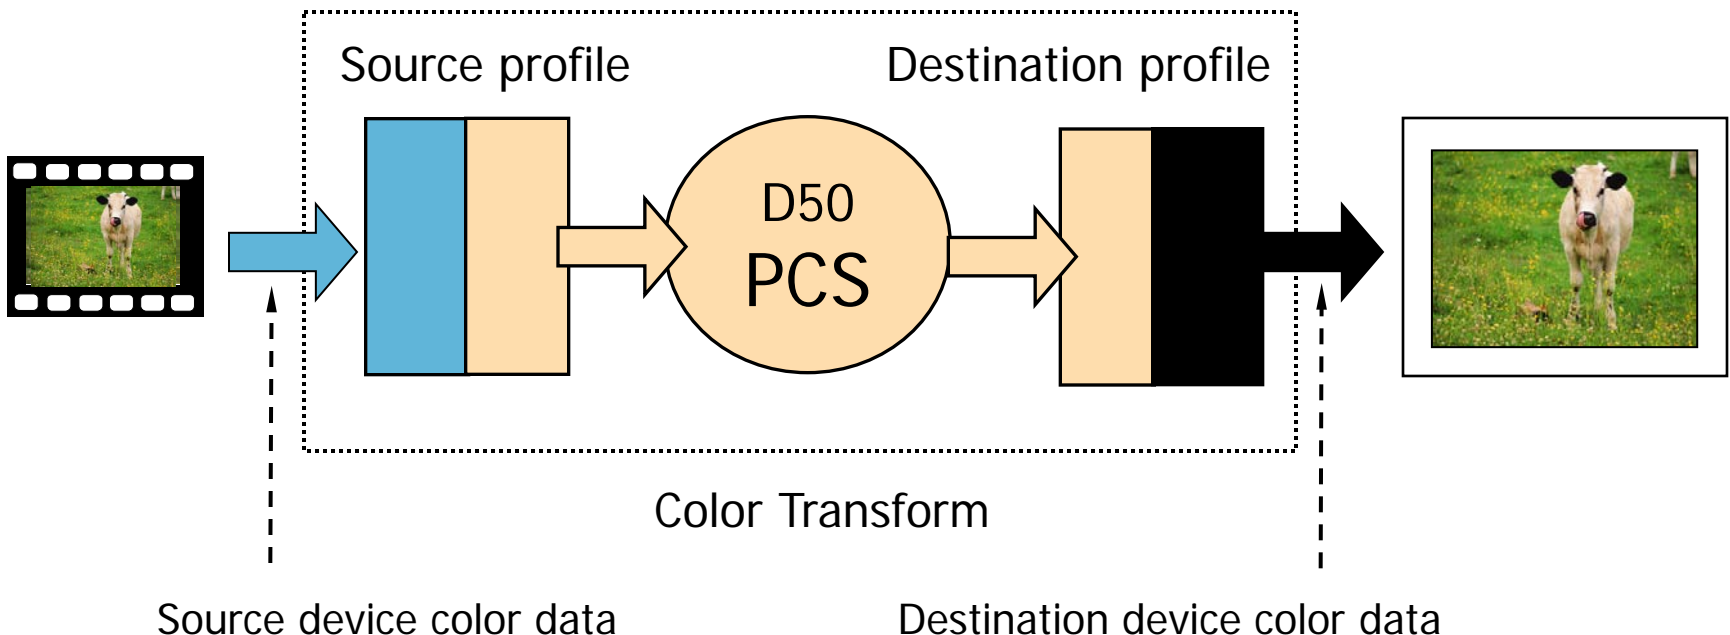 Source profile
Destination profile
D50
PCS
Color Transform
Source device color data
Destination device color data